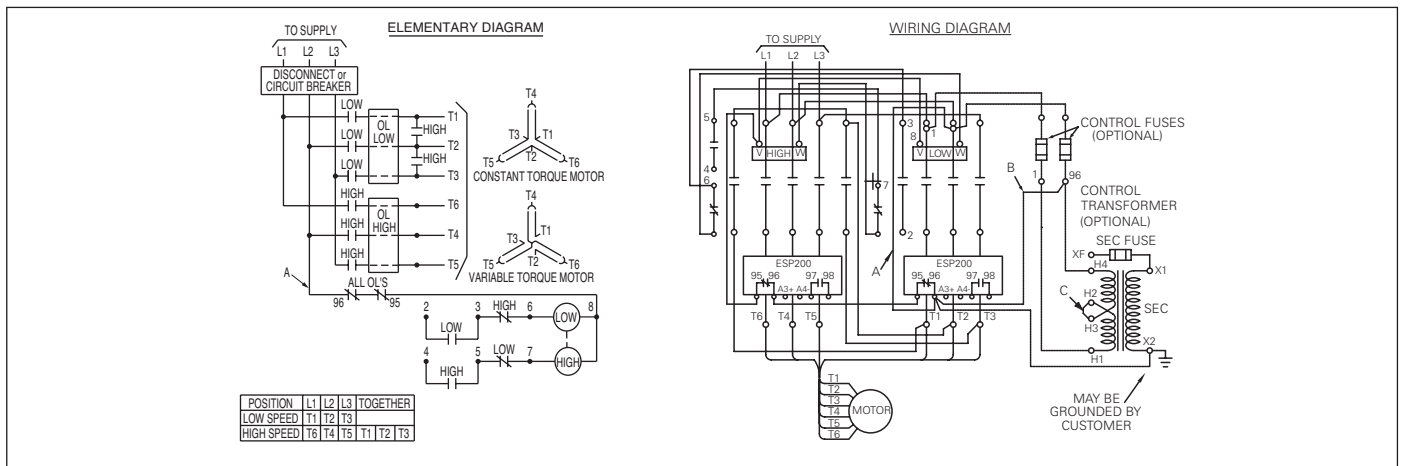 ELEMENTARY DIAGRAM
TO SUPPLY
L1 L2 L3
DISCONNECT or
CIRCUIT BREAKER
LOW
OL
LOW
T1
HIGH
LOW
T2
HIGH
LOW
T3
HIGH
T6
OL
HIGH
HIGH
T4
HIGH
T5
A
ALL OL'S
96 95
2 3 HIGH 6 8
LOW
LOW
4 5 LOW 7
HIGH
HIGH
T4
T3 T1
T2
T5 T6
CONSTANT TORQUE MOTOR
T4
T3 T1
T2
T5 T6
VARIABLE TORQUE MOTOR
POSITION L1 L2 L3 TOGETHER
LOW SPEED T1 T2 T3
HIGH SPEED T6 T4 T5 T1 T2 T3
WIRING DIAGRAM
TO SUPPLY
L1 L2 L3
5
3
1
8
V HIGH W
V LOW W
4
6
7
2
A
ESP200
95 96 97 98
A3+ A4-
ESP200
95 96 97 98
A3+ A4-
T6 T4 T5
T1 T2 T3
T1
T2
T3
T4
T5
T6
MOTOR
CONTROL FUSES
(OPTIONAL)
B
1 96
CONTROL
TRANSFORMER
(OPTIONAL)
SEC FUSE
XF
H4 X1
H2
C
SEC
H3
X2
H1
MAY BE
GROUNDED BY
CUSTOMER